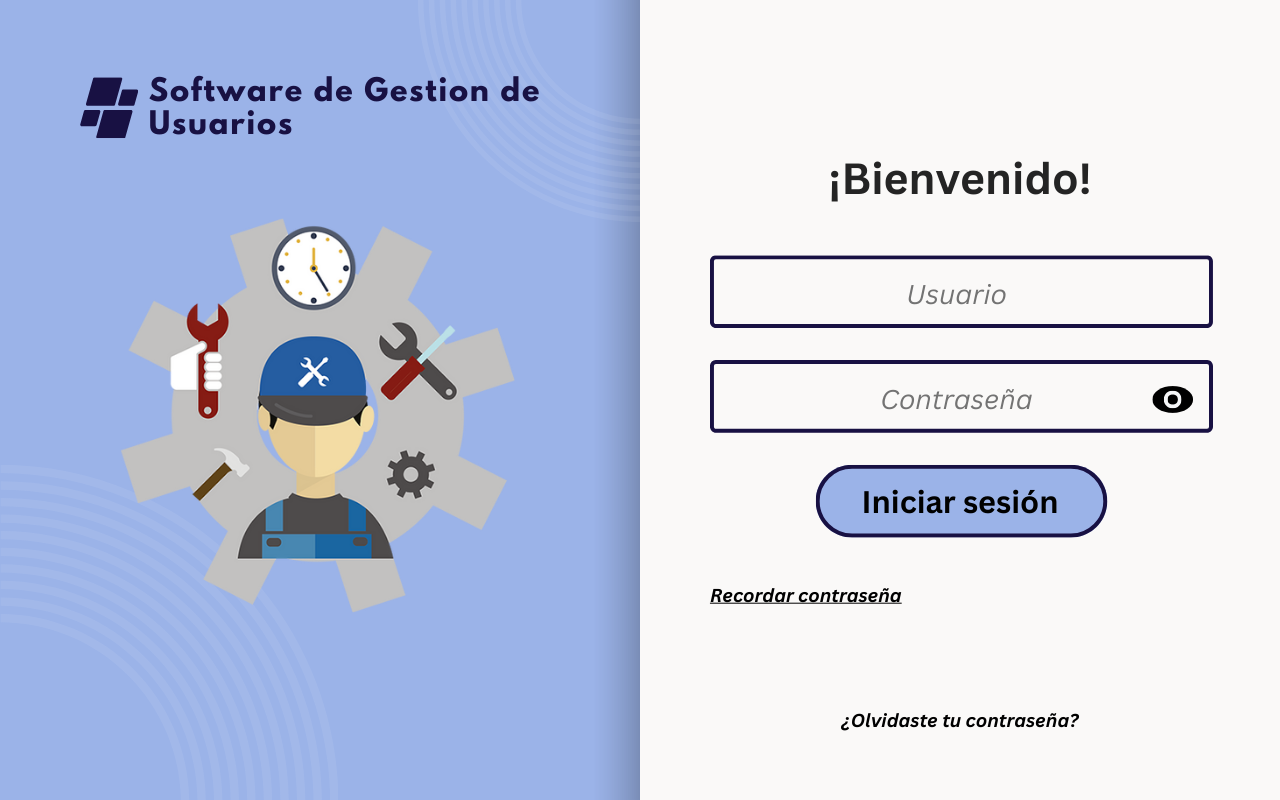 Software de Gestion de
Usuarios
¡Bienvenido!
Usuario
Contraseña
Iniciar sesión
Recordar contraseña
¿Olvidaste tu contraseña?